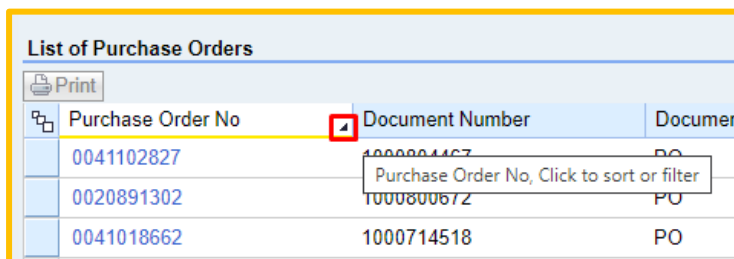 List of Purchase Orders
Print
Purchase Order No Document Number
0041102827 PO
Purchase Order No, Click to sort or filter
0020891302 1000800672 PO
0041018662 1000714518 PO